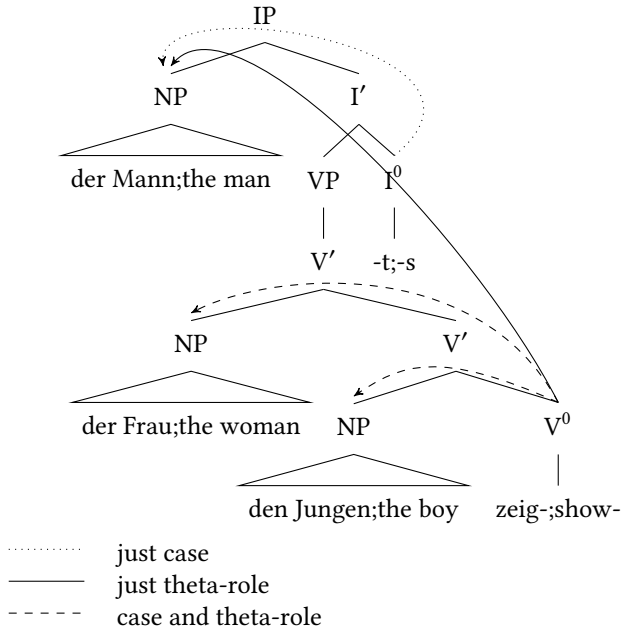 IP
NP I′
der Mann;the man VP I⁰
V′ -t;-s
NP V′
der Frau;the woman NP V⁰
den Jungen;the boy zeig-;show-
just case
just theta-role
case and theta-role